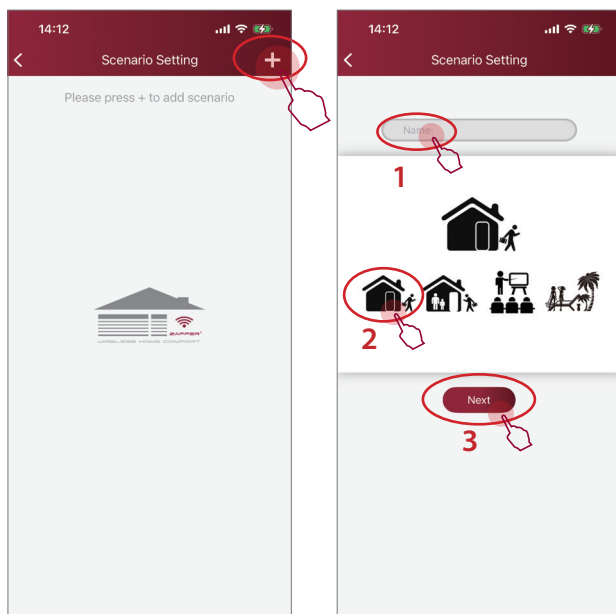 14:12
Scenario Setting
+
Please press + to add scenario
ZAPPER
WIRELESS HOME COMFORT
14:12
Scenario Setting
Name:
1
2
Next
3